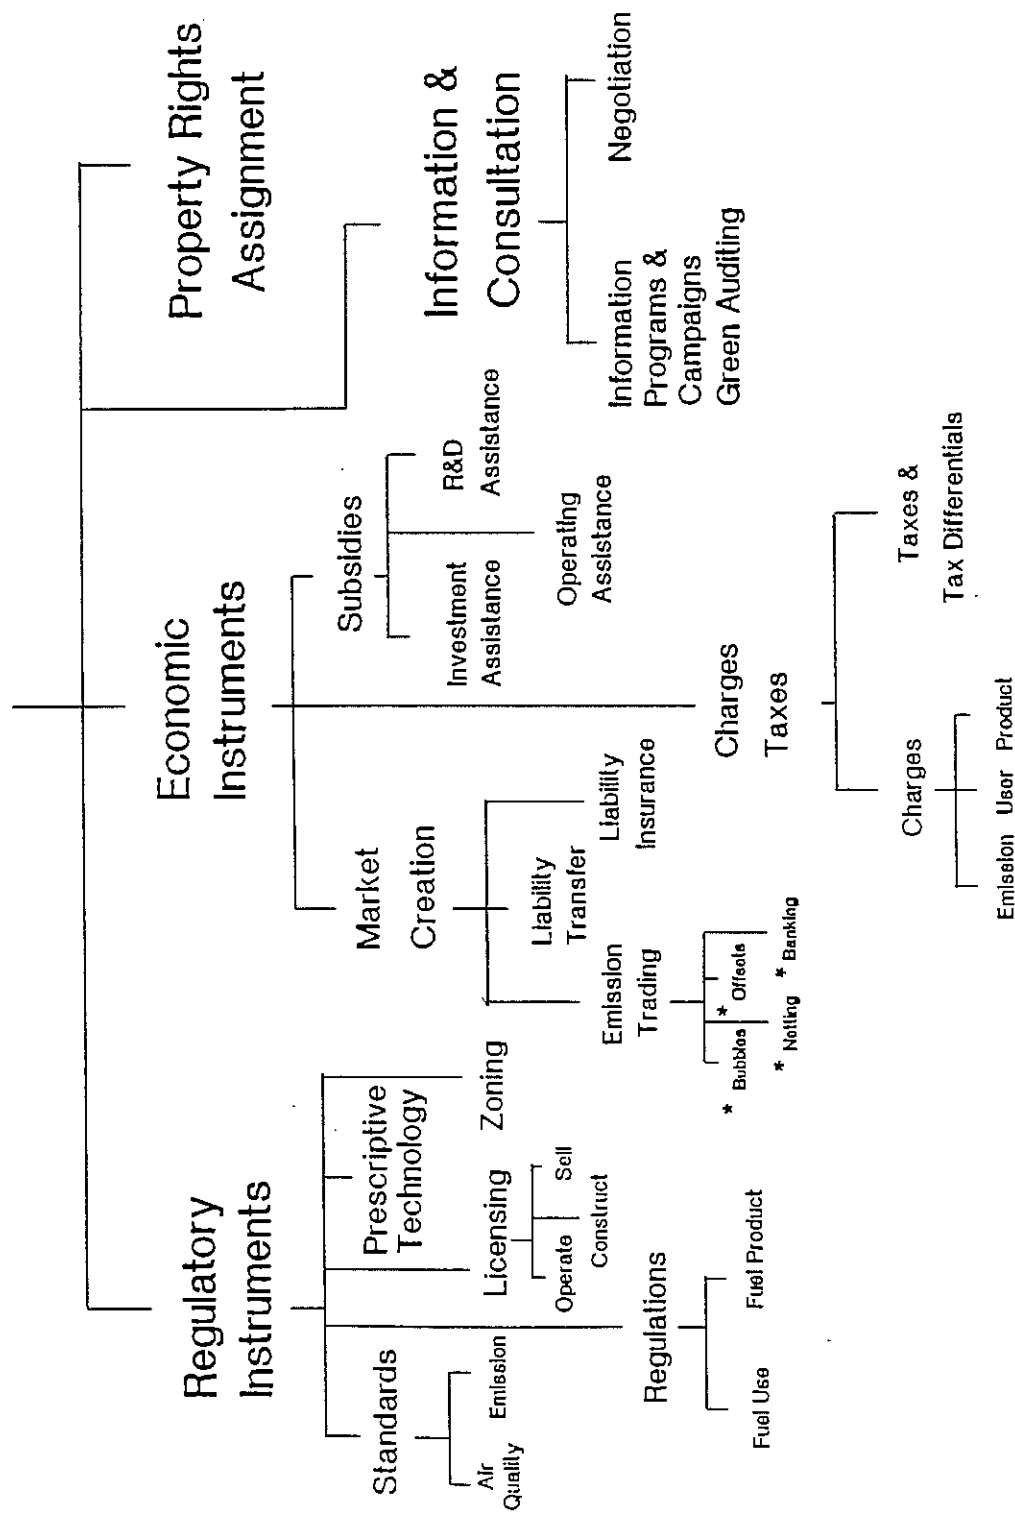 Regulatory
Instruments
Economic
Instruments
Property Rights
Assignment
Standards
Air
Quality
Emission
Regulations
Fuel Use
Fuel Product
Licensing
Operate
Construct
Sell
Prescriptive
Technology
Zoning
Market
Creation
Emission
Trading
* Bubbles
* Netting
* Offsets
* Banking
Liability
Transfer
Liability
Insurance
Charges
Taxes
Charges
Emission
User
Product
Taxes &
Tax Differentials
Subsidies
Investment
Assistance
Operating
Assistance
R&D
Assistance
Information &
Consultation
Information
Programs &
Campaigns
Green Auditing
Negotiation